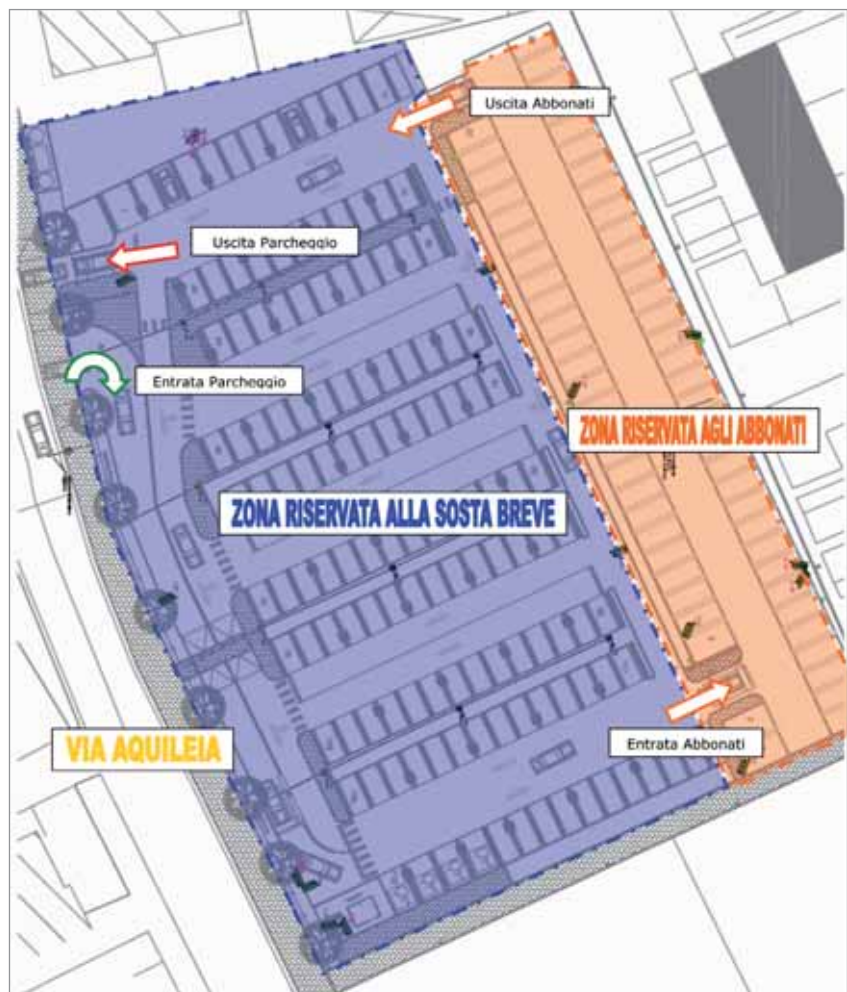 Uscita Abbonati
Uscita Parcheggio
Entrata Parcheggio
ZONA RISERVATA AGLI ABBONATI
ZONA RISERVATA ALLA SOSTA BREVE
VIA AQUILEIA
Entrata Abbonati